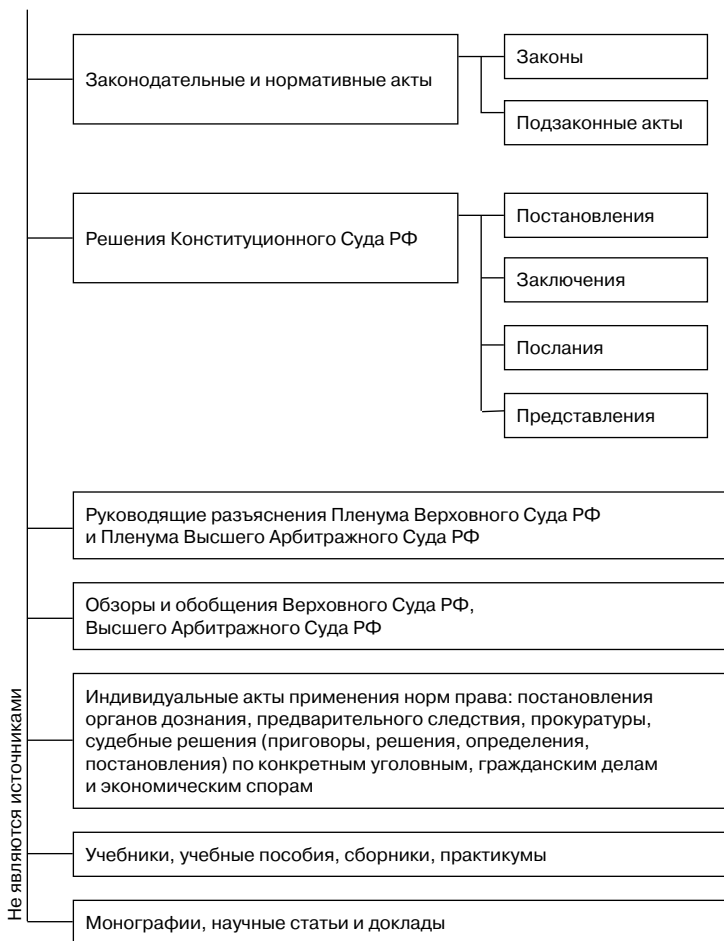 Законодательные и нормативные акты
Законы
Подзаконные акты
Решения Конституционного Суда РФ
Постановления
Заключения
Послания
Представления
Руководящие разъяснения Пленума Верховного Суда РФ
и Пленума Высшего Арбитражного Суда РФ
Обзоры и обобщения Верховного Суда РФ,
Высшего Арбитражного Суда РФ
Не являются источниками
Индивидуальные акты применения норм права: постановления
органов дознания, предварительного следствия, прокуратуры,
судебные решения (приговоры, решения, определения,
постановления) по конкретным уголовным, гражданским делам
и экономическим спорам
Учебники, учебные пособия, сборники, практикумы
Монографии, научные статьи и доклады